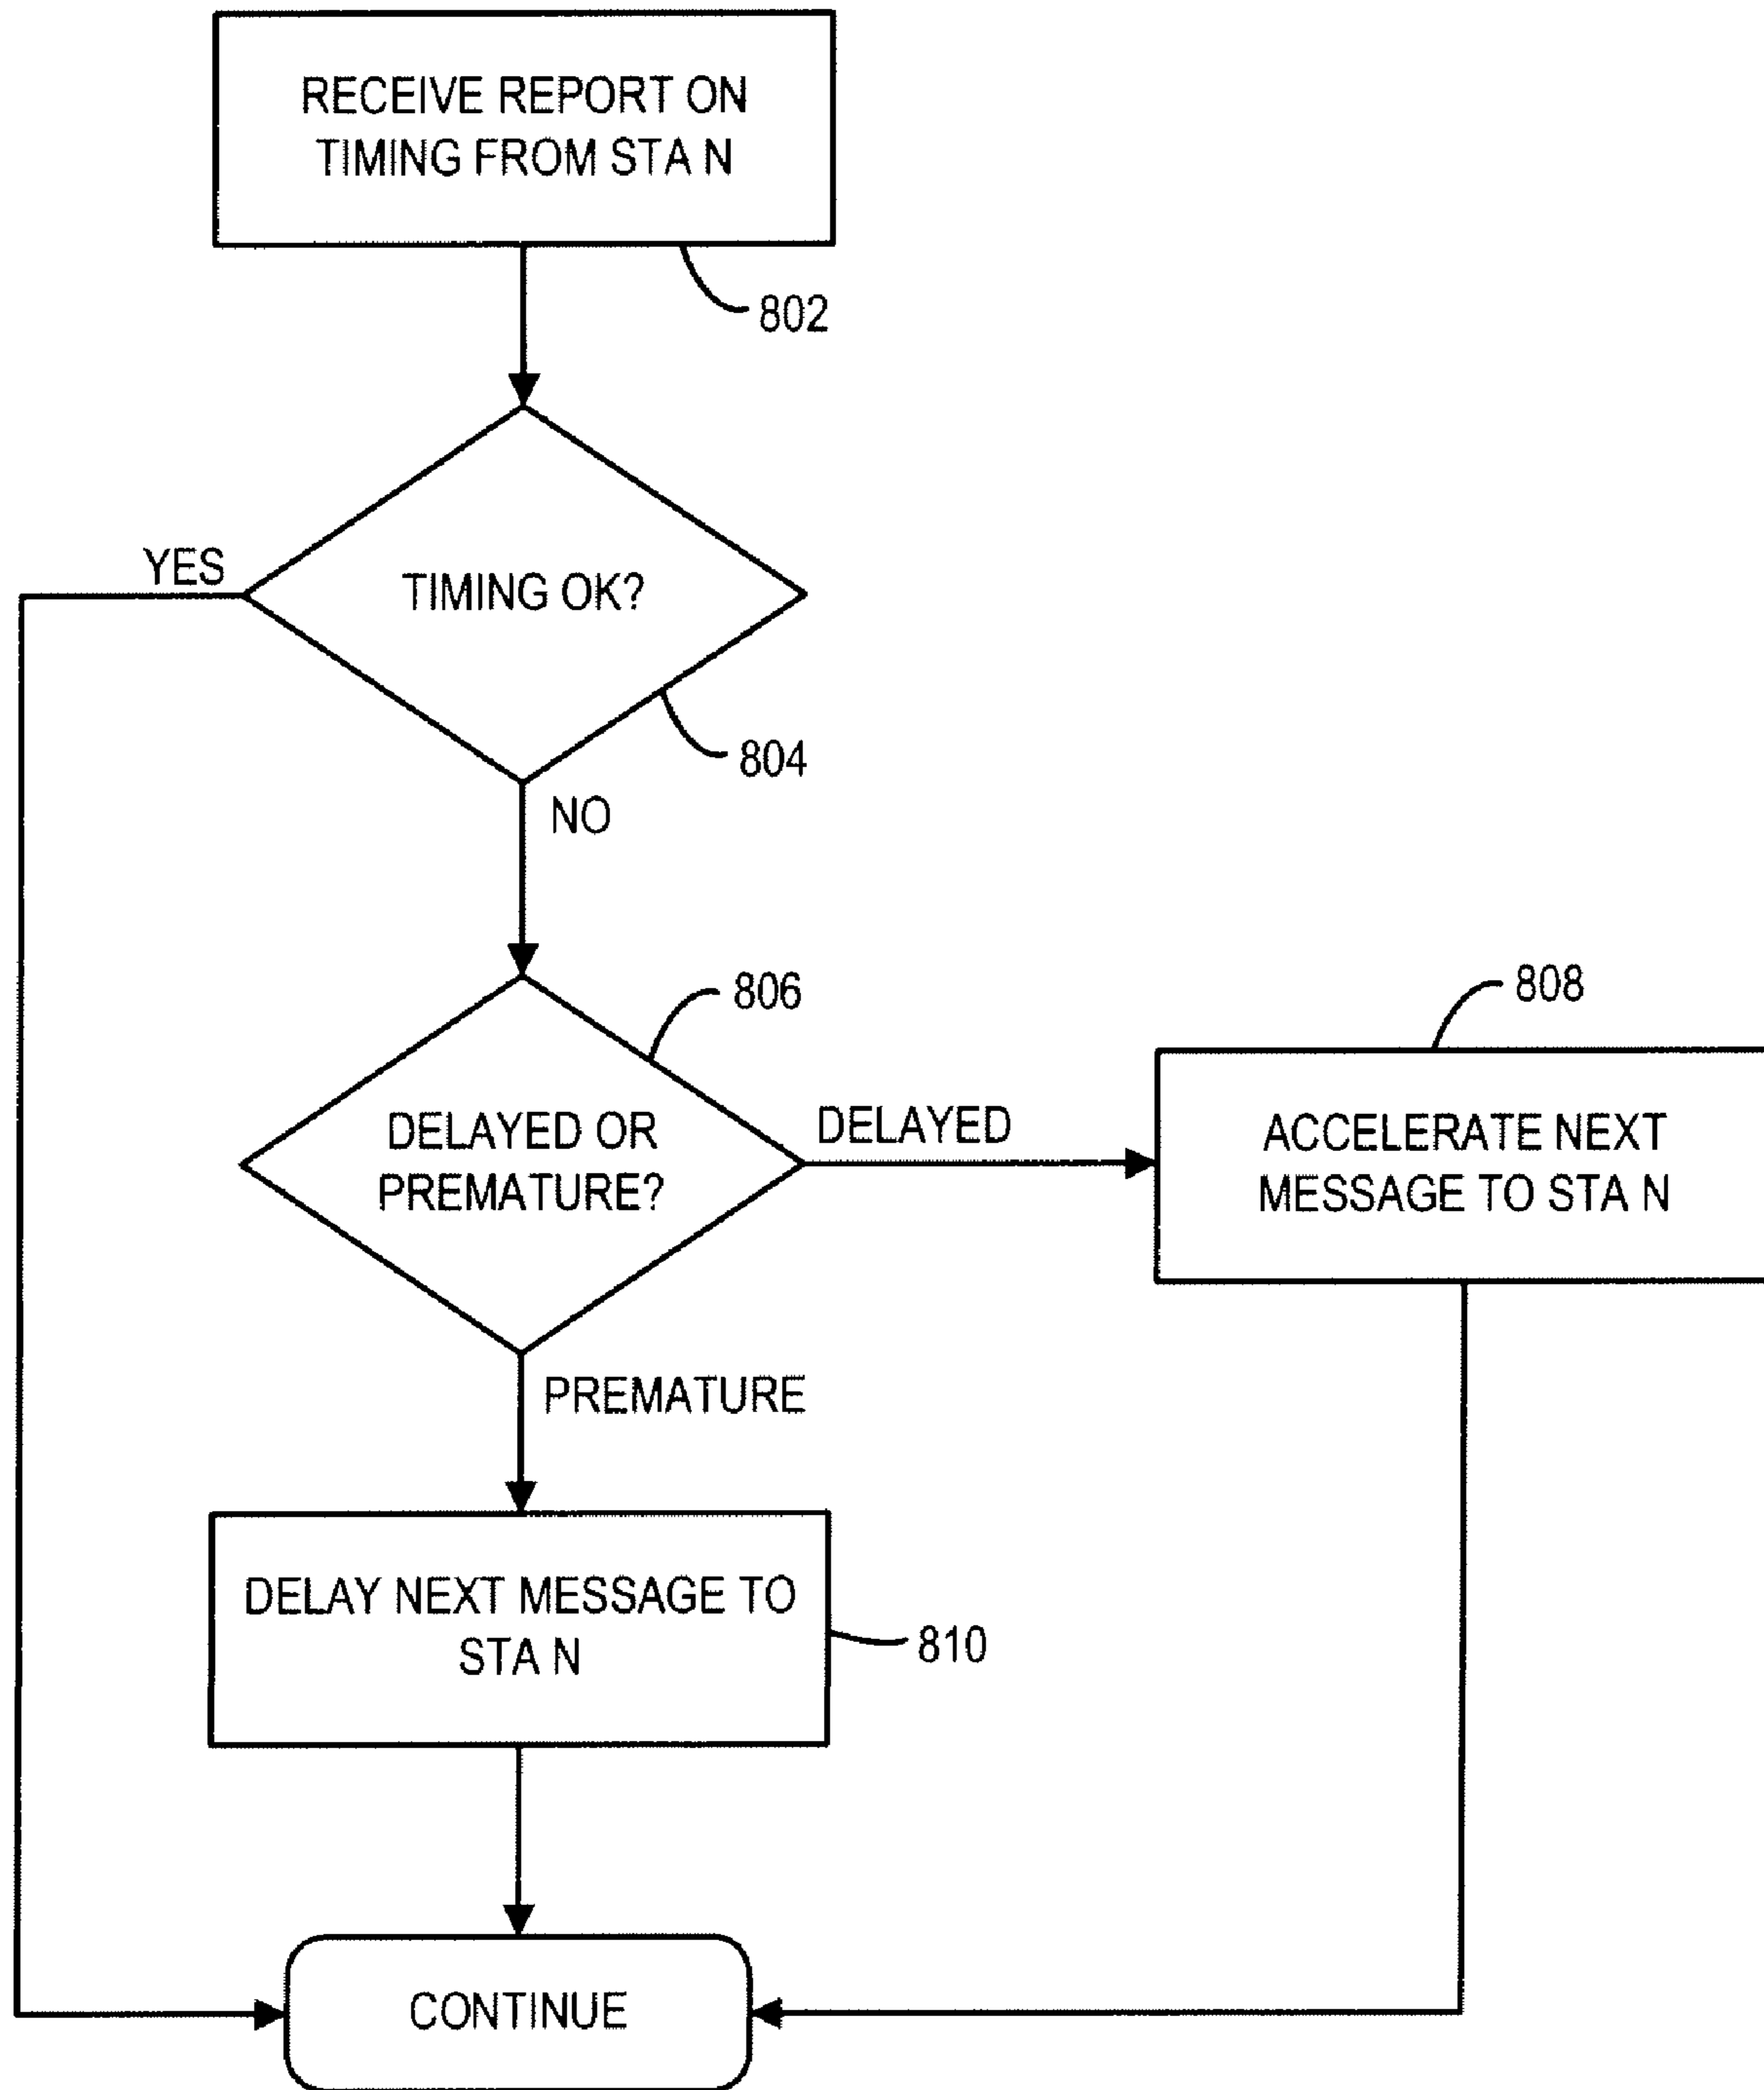 RECEIVE REPORT ON
TIMING FROM STA N
802
YES
TIMING OK?
804
NO
806
808
DELAYED OR
PREMATURE?
DELAYED
ACCELERATE NEXT
MESSAGE TO STA N
PREMATURE
DELAY NEXT MESSAGE TO
STA N
810
CONTINUE